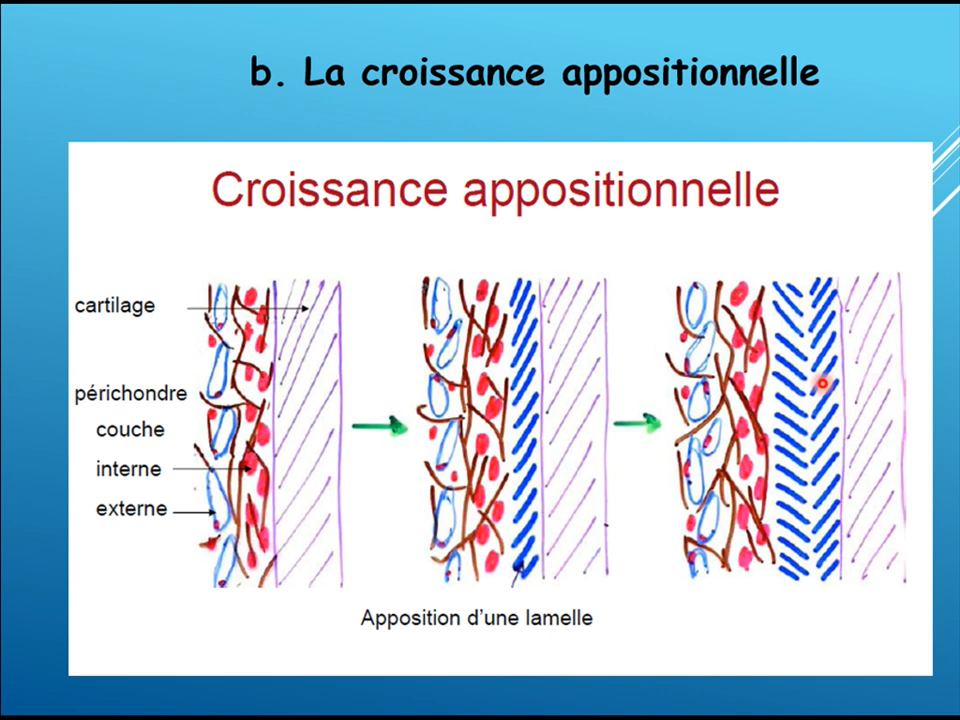 b. La croissance appositionnelle
Croissance appositionnelle
cartilage
périchondre
couche
interne
externe
Apposition d'une lamelle